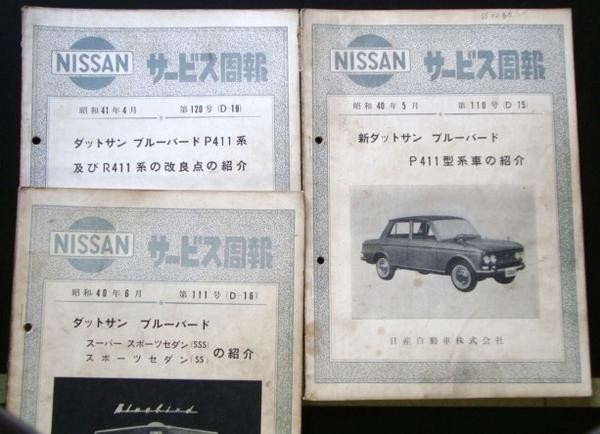 NISSAN サービス周報
昭和41年4月 第120号(D-19)
ダットサン ブルーバード P411系
及びR411系の改良点の紹介
NISSAN サービス周報
昭和40年5月 第110号(D-15)
新ダットサン ブルーバード
P411型系車の紹介
日産自動車株式会社
NISSAN サービス周報
昭和40年6月 第111号(D-16)
ダットサン ブルーバード
スーパー スポーツセダン(SSS)
スポーツセダン(SS)
の紹介
Bluebird